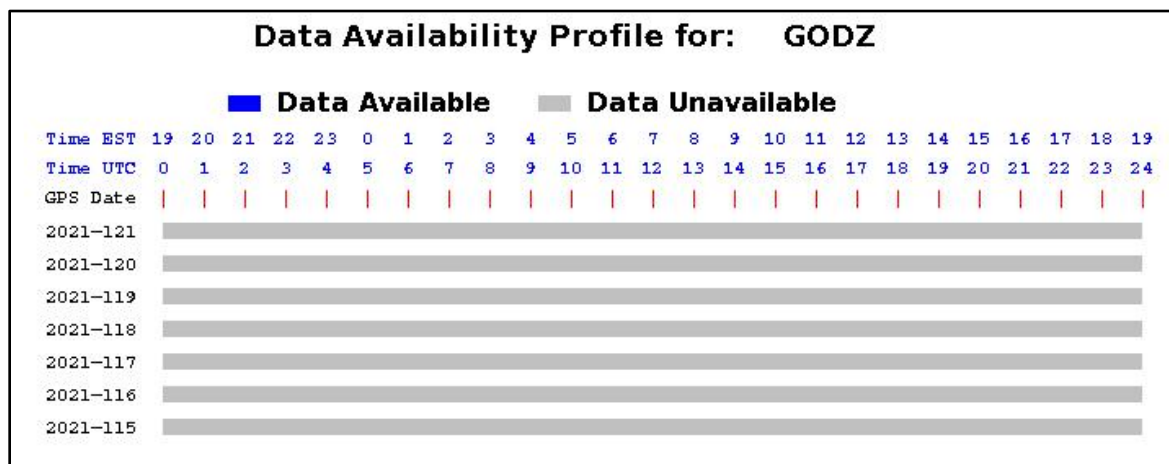 Data Availability Profile for: GODZ
Data Available Data Unavailable
Time EST 19 20 21 22 23 0 1 2 3 4 5 6 7 8 9 10 11 12 13 14 15 16 17 18 19
Time UTC 0 1 2 3 4 5 6 7 8 9 10 11 12 13 14 15 16 17 18 19 20 21 22 23 24
GPS Date
2021-121
2021-120
2021-119
2021-118
2021-117
2021-116
2021-115